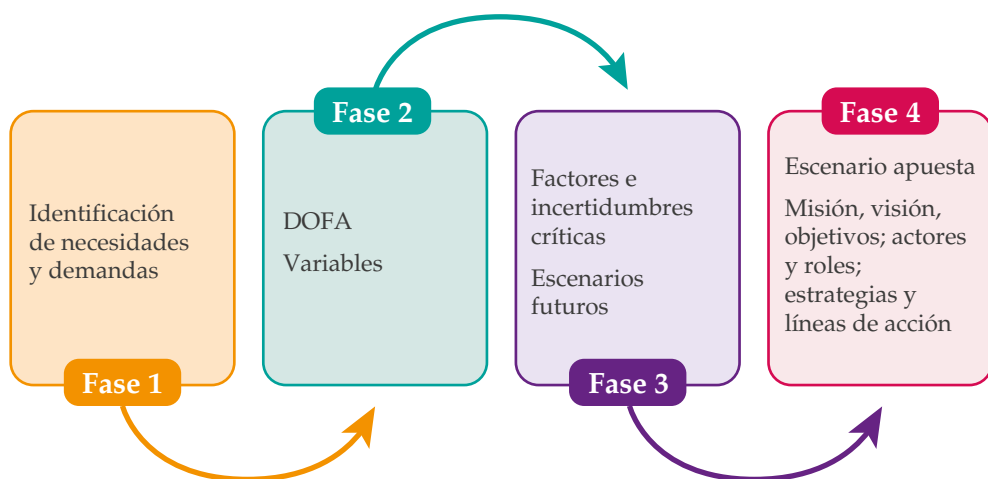 Fase 1
Identificación
de necesidades
y demandas
Fase 2
DOFA
Variables
Fase 3
Factores e
incertidumbres
críticas
Escenarios
futuros
Fase 4
Escenario apuesta
Misión, visión,
objetivos; actores
y roles;
estrategias y
líneas de acción